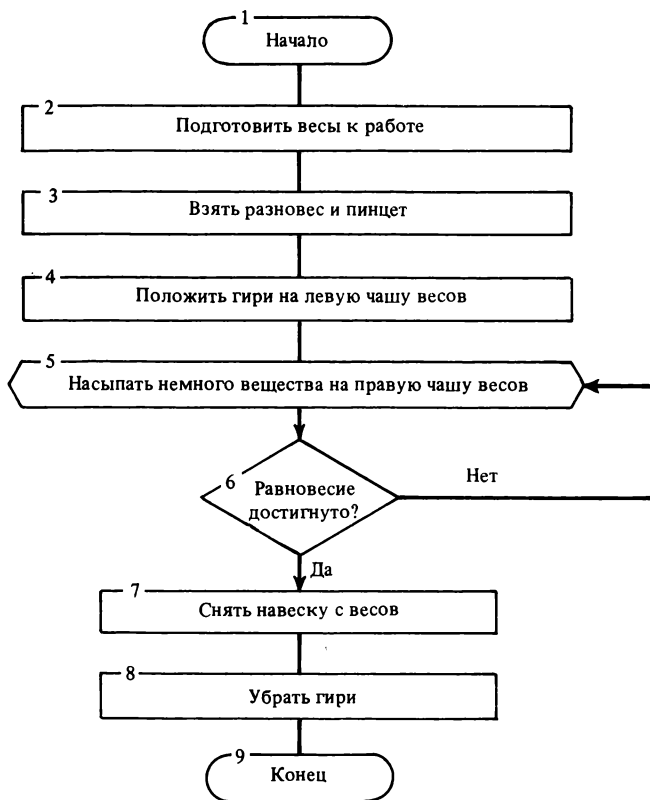 1
Начало
2
Подготовить весы к работе
3
Взять разновес и пинцет
4
Положить гири на левую чашу весов
5
Насыпать немного вещества на правую чашу весов
6
Равновесие
достигнуто?
Нет
Да
7
Снять навеску с весов
8
Убрать гири
9
Конец